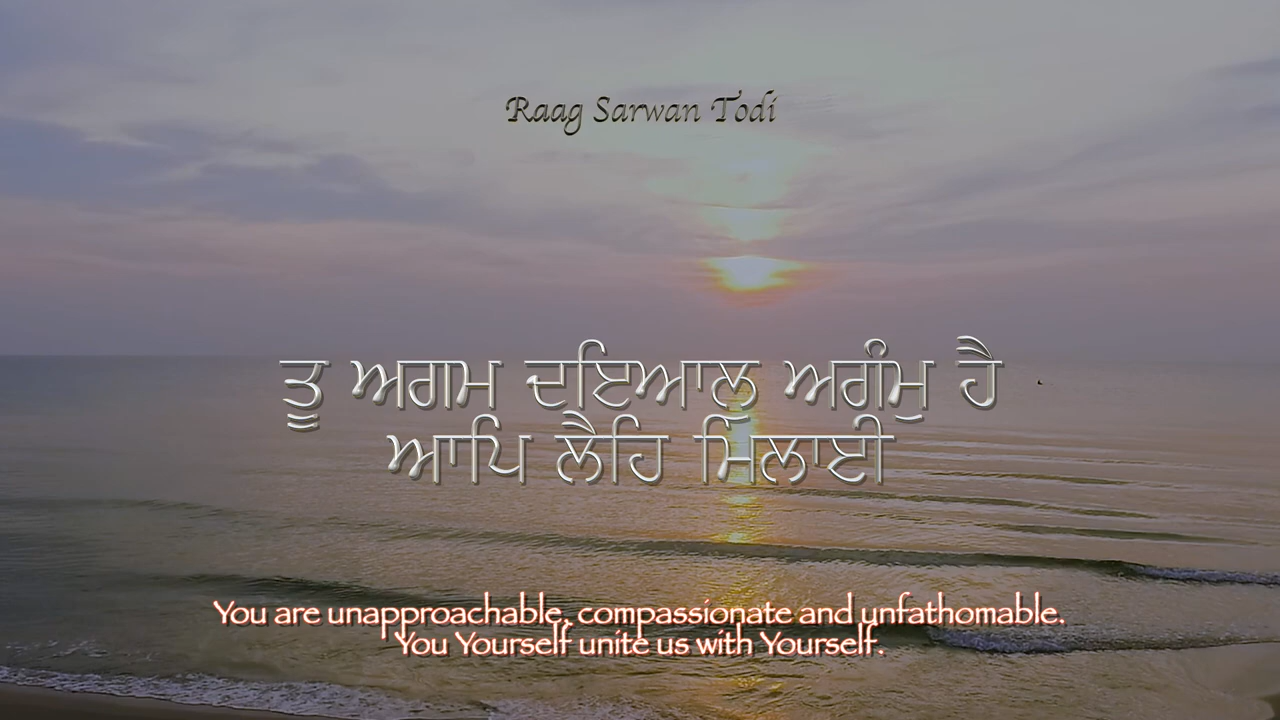 Raag Sarwan Todi
ਤੂ ਅਗਮ ਦਇਆਲੁ ਅਗੰਮੁ ਹੈ
ਆਪਿ ਲੈਹਿ ਮਿਲਾਈ
You are unapproachable, compassionate and unfathomable.
You Yourself unite us with Yourself.